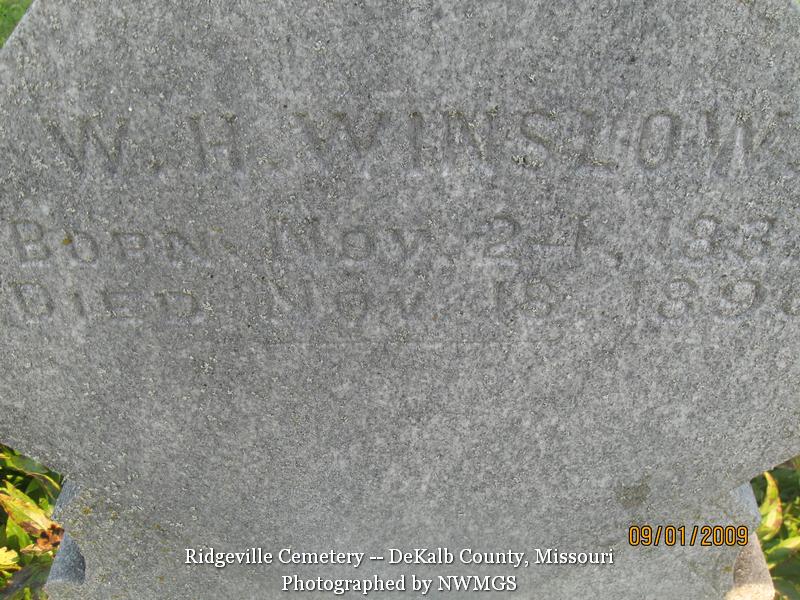 W. H. WINSLOW.
BORN NOV. 24, 183
DIED NOV. 18, 189
09/01/2009
Ridgeville Cemetery -- DeKalb County, Missouri
Photographed by NWMGS